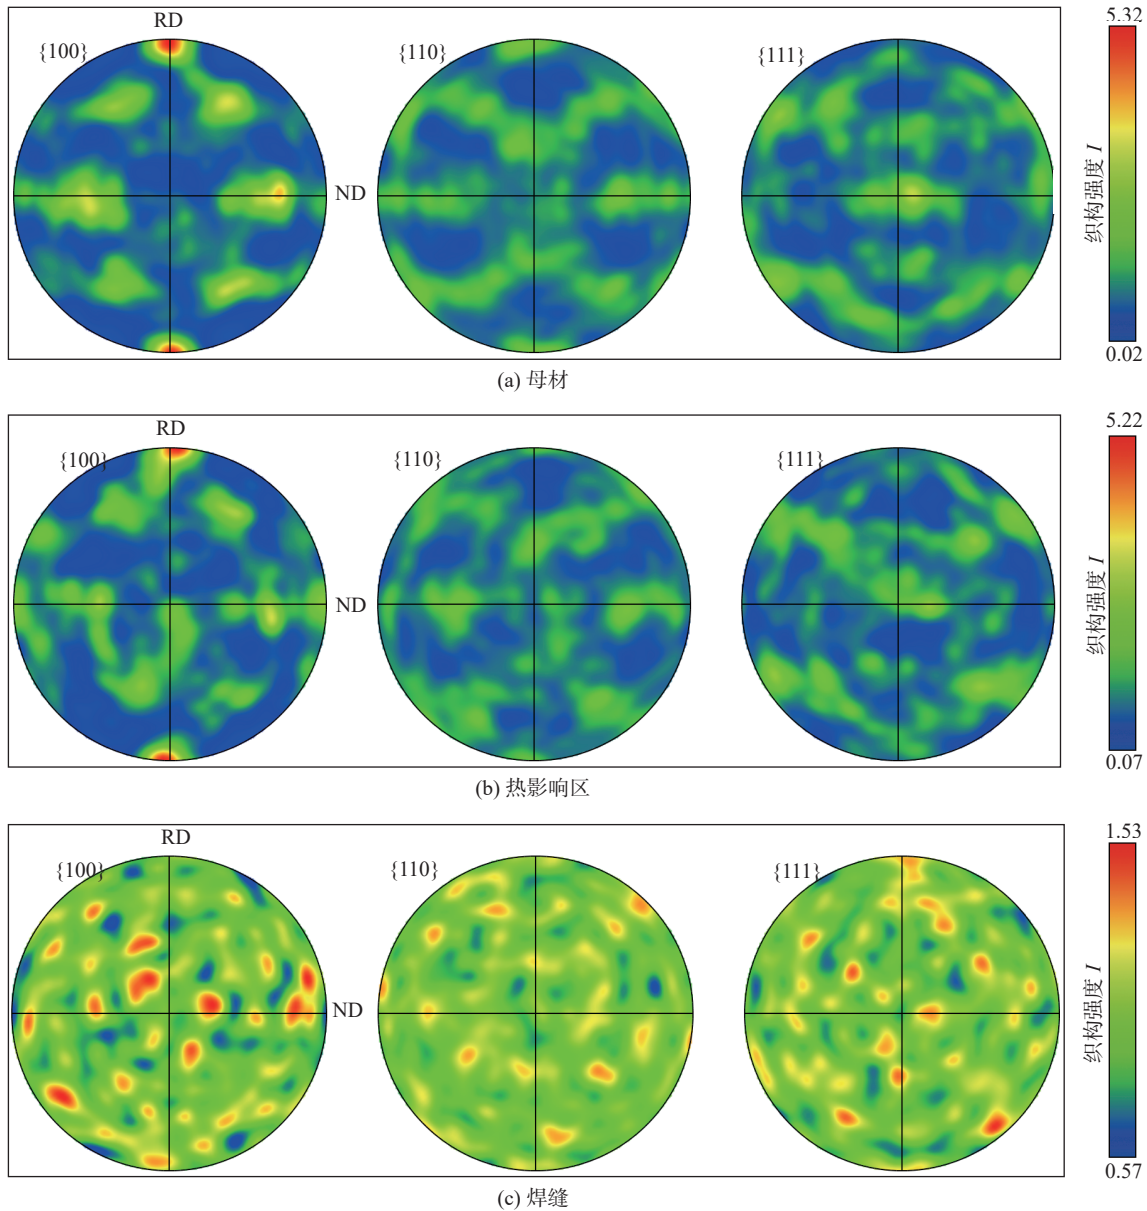 RD
{100}
{110}
{111}
ND
5.32
织构强度 I
0.02
(a) 母材
RD
{100}
{110}
{111}
ND
5.22
织构强度 I
0.07
(b) 热影响区
RD
{100}
{110}
{111}
ND
1.53
织构强度 I
0.57
(c) 焊缝